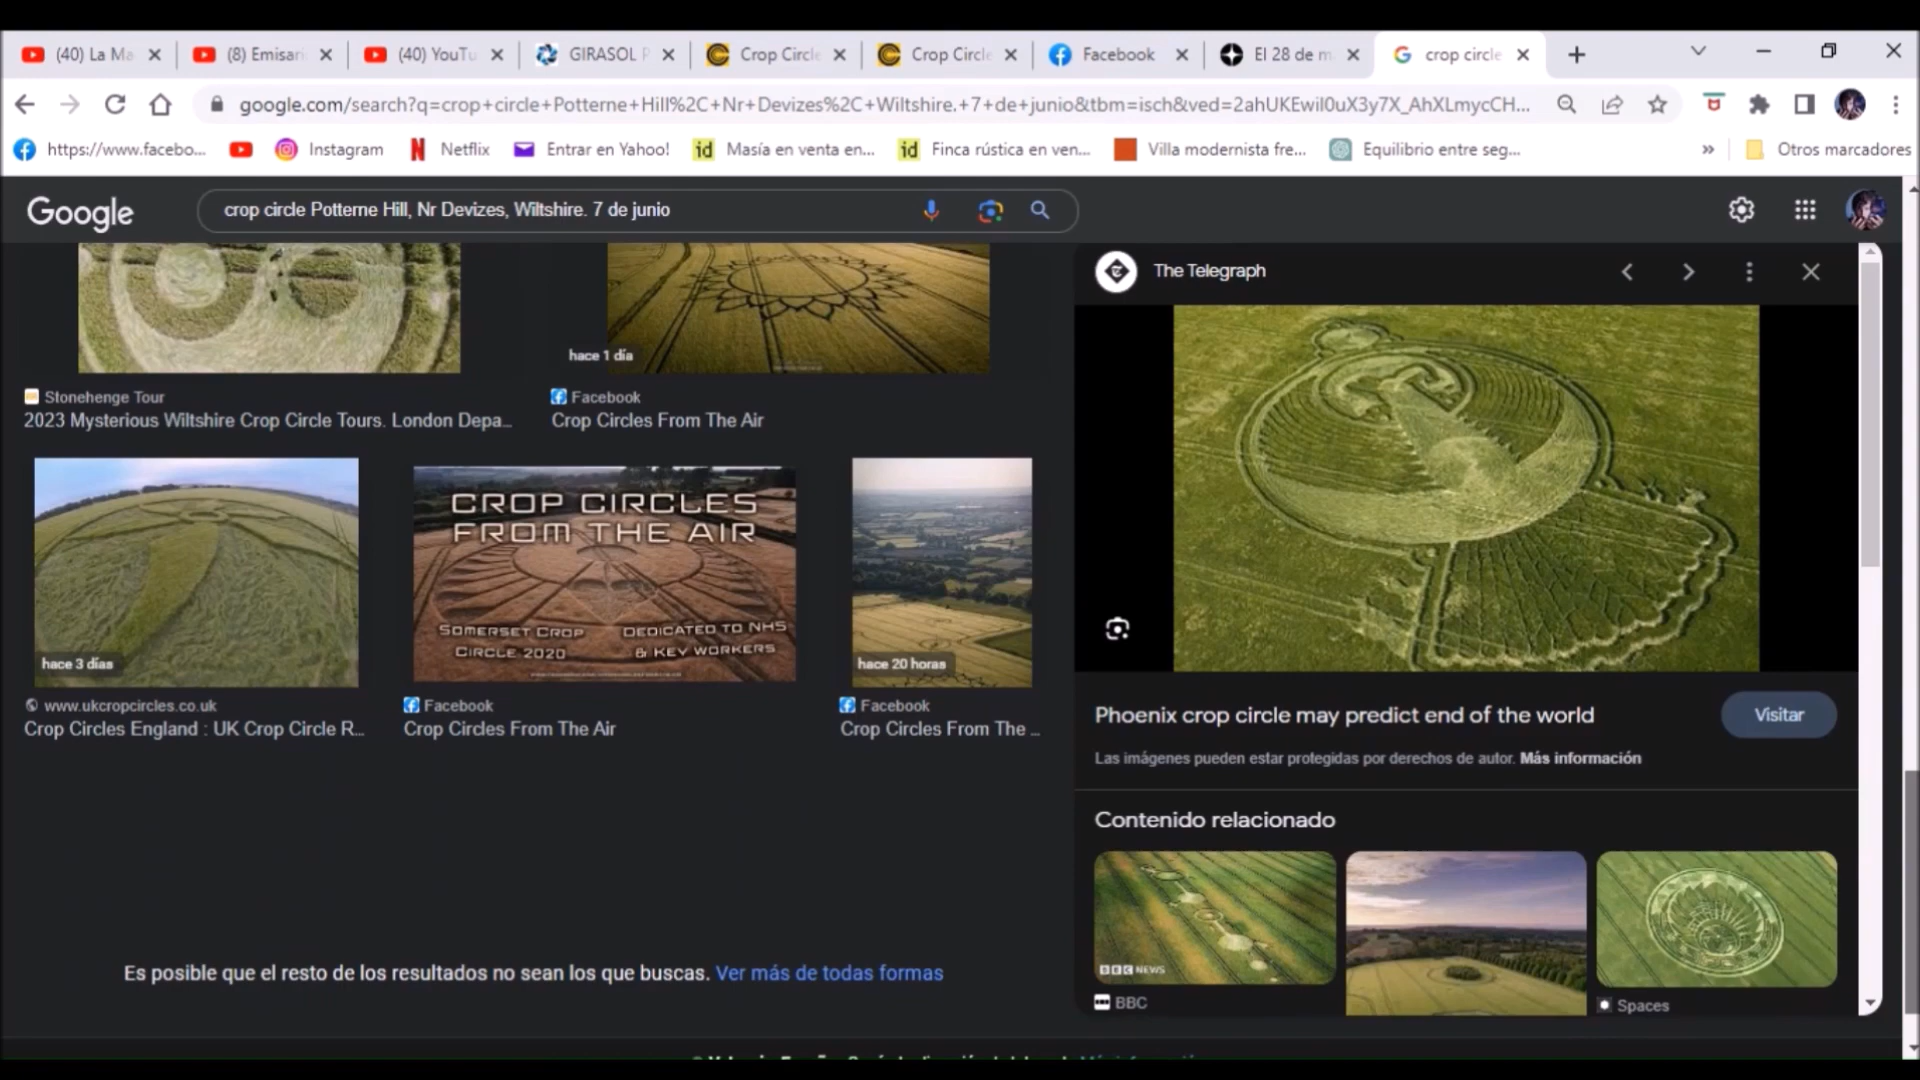 (40) La Ma
(8) Emisari
(40) YouTu
GIRASOL P
Crop Circle
Crop Circle
Facebook
El 28 de m
crop circle
google.com/search?q=crop+circle+Potterne+Hill%2C+Nr+Devizes%2C+Wiltshire.+7+de+junio&tbm=isch&ved=2ahUKEwil0uX3y7X_AhXLmycCH...
https://www.facebo...
Instagram
Netflix
Entrar en Yahoo!
id
Masía en venta en...
id
Finca rústica en ven...
Villa modernista fre...
Equilibrio entre seg...
»
Otros marcadores
Google
crop circle Potterne Hill, Nr Devizes, Wiltshire. 7 de junio
hace 1 día
Stonehenge Tour
2023 Mysterious Wiltshire Crop Circle Tours. London Depa...
Facebook
Crop Circles From The Air
CROP CIRCLES
FROM THE AIR
SOMERSET CROP
CIRCLE 2020
DEDICATED TO NHS
& KEY WORKERS
hace 3 días
hace 20 horas
www.ukcropcircles.co.uk
Crop Circles England : UK Crop Circle R...
Facebook
Crop Circles From The Air
Facebook
Crop Circles From The ...
Es posible que el resto de los resultados no sean los que buscas. Ver más de todas formas
The Telegraph
Phoenix crop circle may predict end of the world
Visitar
Las imágenes pueden estar protegidas por derechos de autor. Más información
Contenido relacionado
BBC NEWS
BBC
Spaces